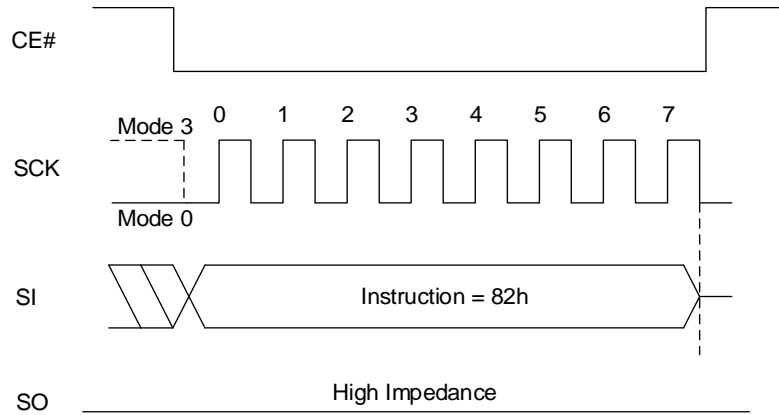 CE#
0 1 2 3 4 5 6 7
Mode 3
SCK
Mode 0
SI
Instruction = 82h
High Impedance
SO